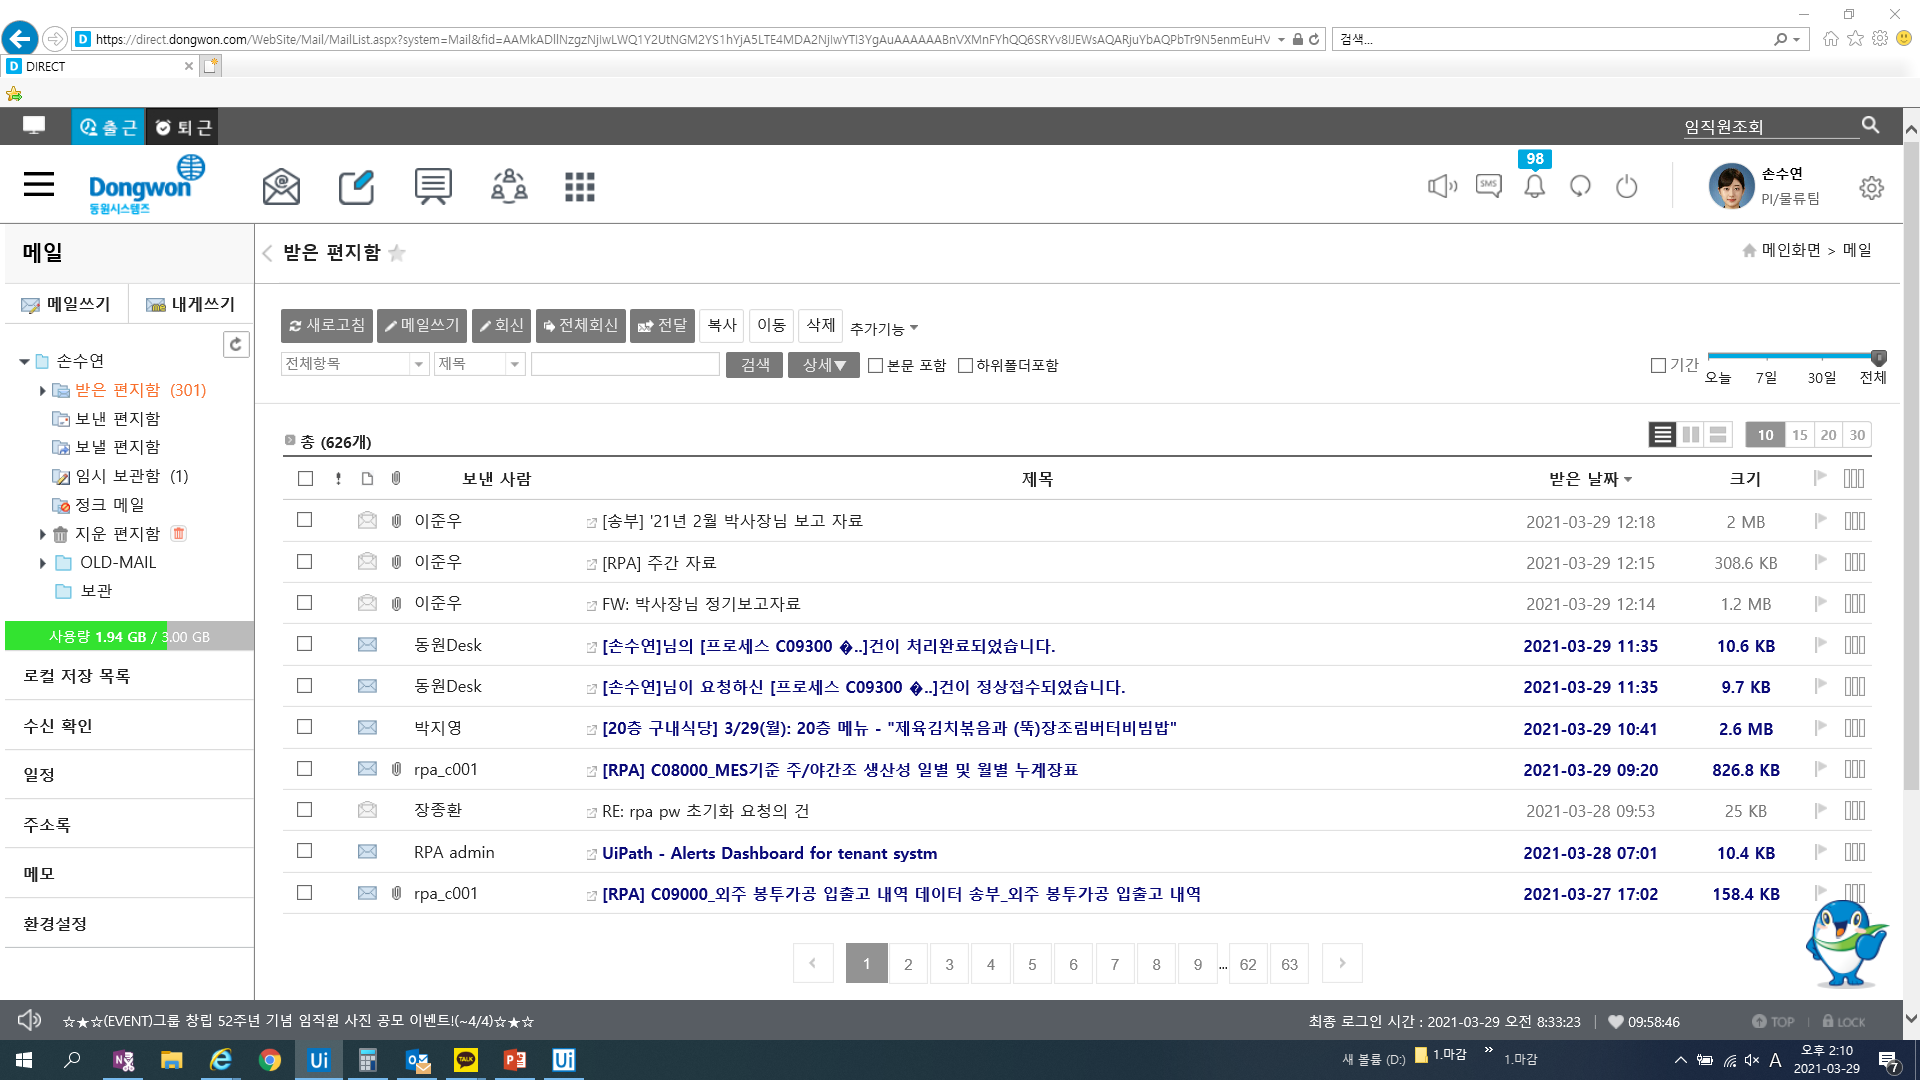 https://direct.dongwon.com/WebSite/Mail/MailList.aspx?system=Mail&fid=
검색...
DIRECT
출근 퇴근
임직원조회
98
Dongwon
동원시스템즈
SMS
손수연
PI/물류팀
메일
받은 편지함
메인화면 > 메일
메일쓰기 내게쓰기
새로고침 메일쓰기 회신 전체회신 전달 복사 이동 삭제 추가기능
전체항목 제목 검색 상세▼ 본문 포함 하위폴더포함
기간 오늘 7일 30일 전체
손수연
받은 편지함 (301)
보낸 편지함
보낼 편지함
임시 보관함 (1)
정크 메일
지운 편지함
OLD-MAIL
보관
사용량 1.94 GB / 3.00 GB
로컬 저장 목록
수신 확인
일정
주소록
메모
환경설정
총 (626개)
10 15 20 30
보낸 사람 제목 받은 날짜 크기
이준우 [송부] '21년 2월 박사장님 보고 자료 2021-03-29 12:18 2 MB
이준우 [RPA] 주간 자료 2021-03-29 12:15 308.6 KB
이준우 FW: 박사장님 정기보고자료 2021-03-29 12:14 1.2 MB
동원Desk [손수연]님의 [프로세스 C09300 �..]건이 처리완료되었습니다. 2021-03-29 11:35 10.6 KB
동원Desk [손수연]님이 요청하신 [프로세스 C09300 �..]건이 정상접수되었습니다. 2021-03-29 11:35 9.7 KB
박지영 [20층 구내식당] 3/29(월): 20층 메뉴 - "제육김치볶음과 (뚝)장조림버터비빔밥" 2021-03-29 10:41 2.6 MB
rpa_c001 [RPA] C08000_MES기준 주/야간조 생산성 일별 및 월별 누계장표 2021-03-29 09:20 826.8 KB
장종환 RE: rpa pw 초기화 요청의 건 2021-03-28 09:53 25 KB
RPA admin UiPath - Alerts Dashboard for tenant systm 2021-03-28 07:01 10.4 KB
rpa_c001 [RPA] C09000_외주 봉투가공 입출고 내역 데이터 송부_외주 봉투가공 입출고 내역 2021-03-27 17:02 158.4 KB
1 2 3 4 5 6 7 8 9 ... 62 63
☆★☆(EVENT)그룹 창립 52주년 기념 임직원 사진 공모 이벤트!(~4/4)☆★☆
최종 로그인 시간 : 2021-03-29 오전 8:33:23 | 09:58:46
TOP | LOCK
새 볼륨 (D:) 1.마감 1.마감
A 오후 2:10
2021-03-29
7